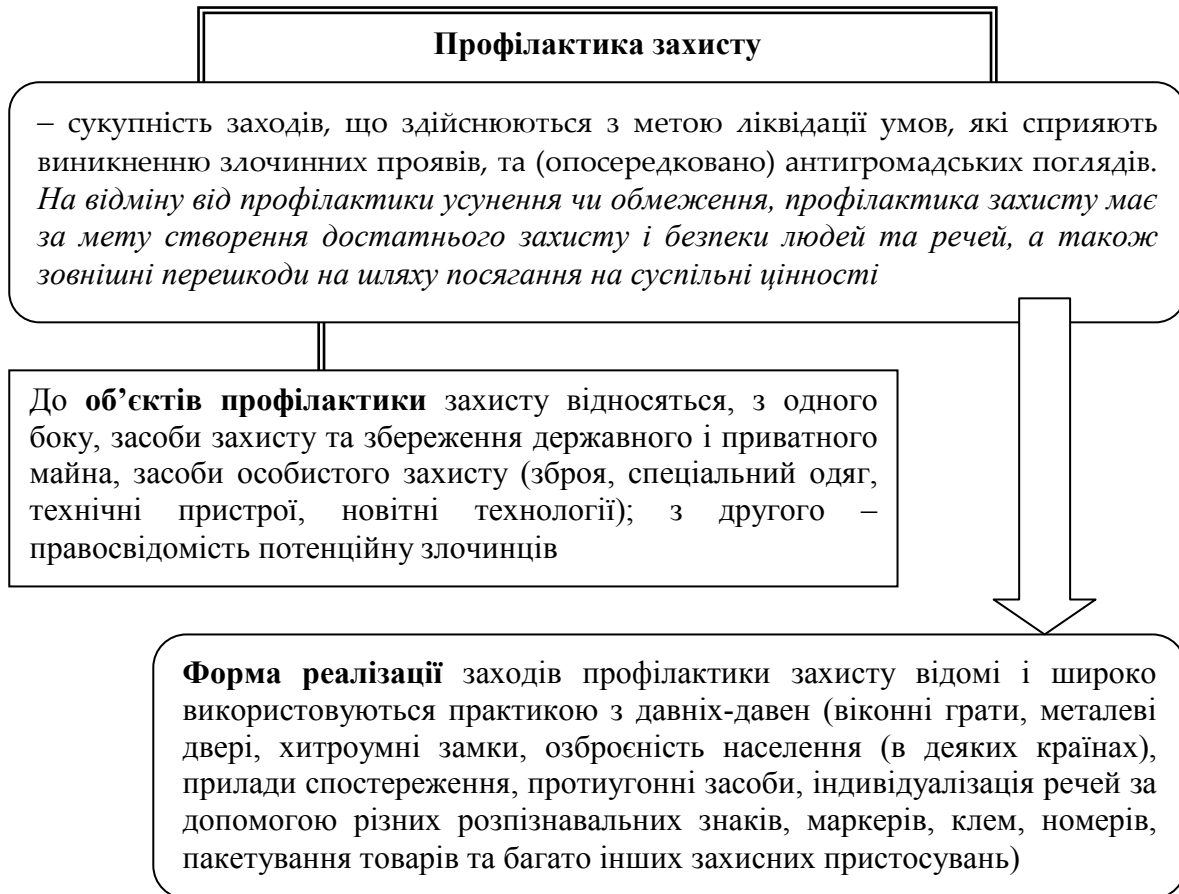 Профілактика захисту
– сукупність заходів, що здійснюються з метою ліквідації умов, які сприяють
виникненню злочинних проявів, та (опосередковано) антигромадських поглядів.
На відміну від профілактики усунення чи обмеження, профілактика захисту має
за мету створення достатнього захисту і безпеки людей та речей, а також
зовнішні перешкоди на шляху посягання на суспільні цінності
До об’єктів профілактики захисту відносяться, з одного
боку, засоби захисту та збереження державного і приватного
майна, засоби особистого захисту (зброя, спеціальний одяг,
технічні пристрої, новітні технології); з другого –
правосвідомість потенційну злочинців
Форма реалізації заходів профілактики захисту відомі і широко
використовуються практикою з давніх-давен (віконні грати, металеві
двері, хитроумні замки, озброєність населення (в деяких країнах),
прилади спостереження, протиугонні засоби, індивідуалізація речей за
допомогою різних розпізнавальних знаків, маркерів, клем, номерів,
пакетування товарів та багато інших захисних пристосувань)